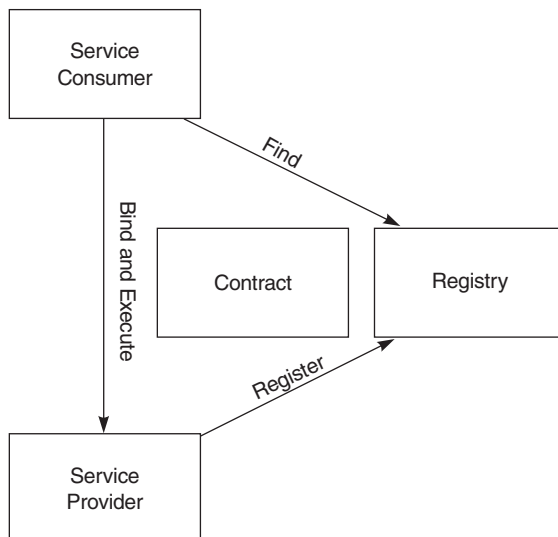 Service
Consumer
Find
Bind and Execute
Contract
Registry
Register
Service
Provider